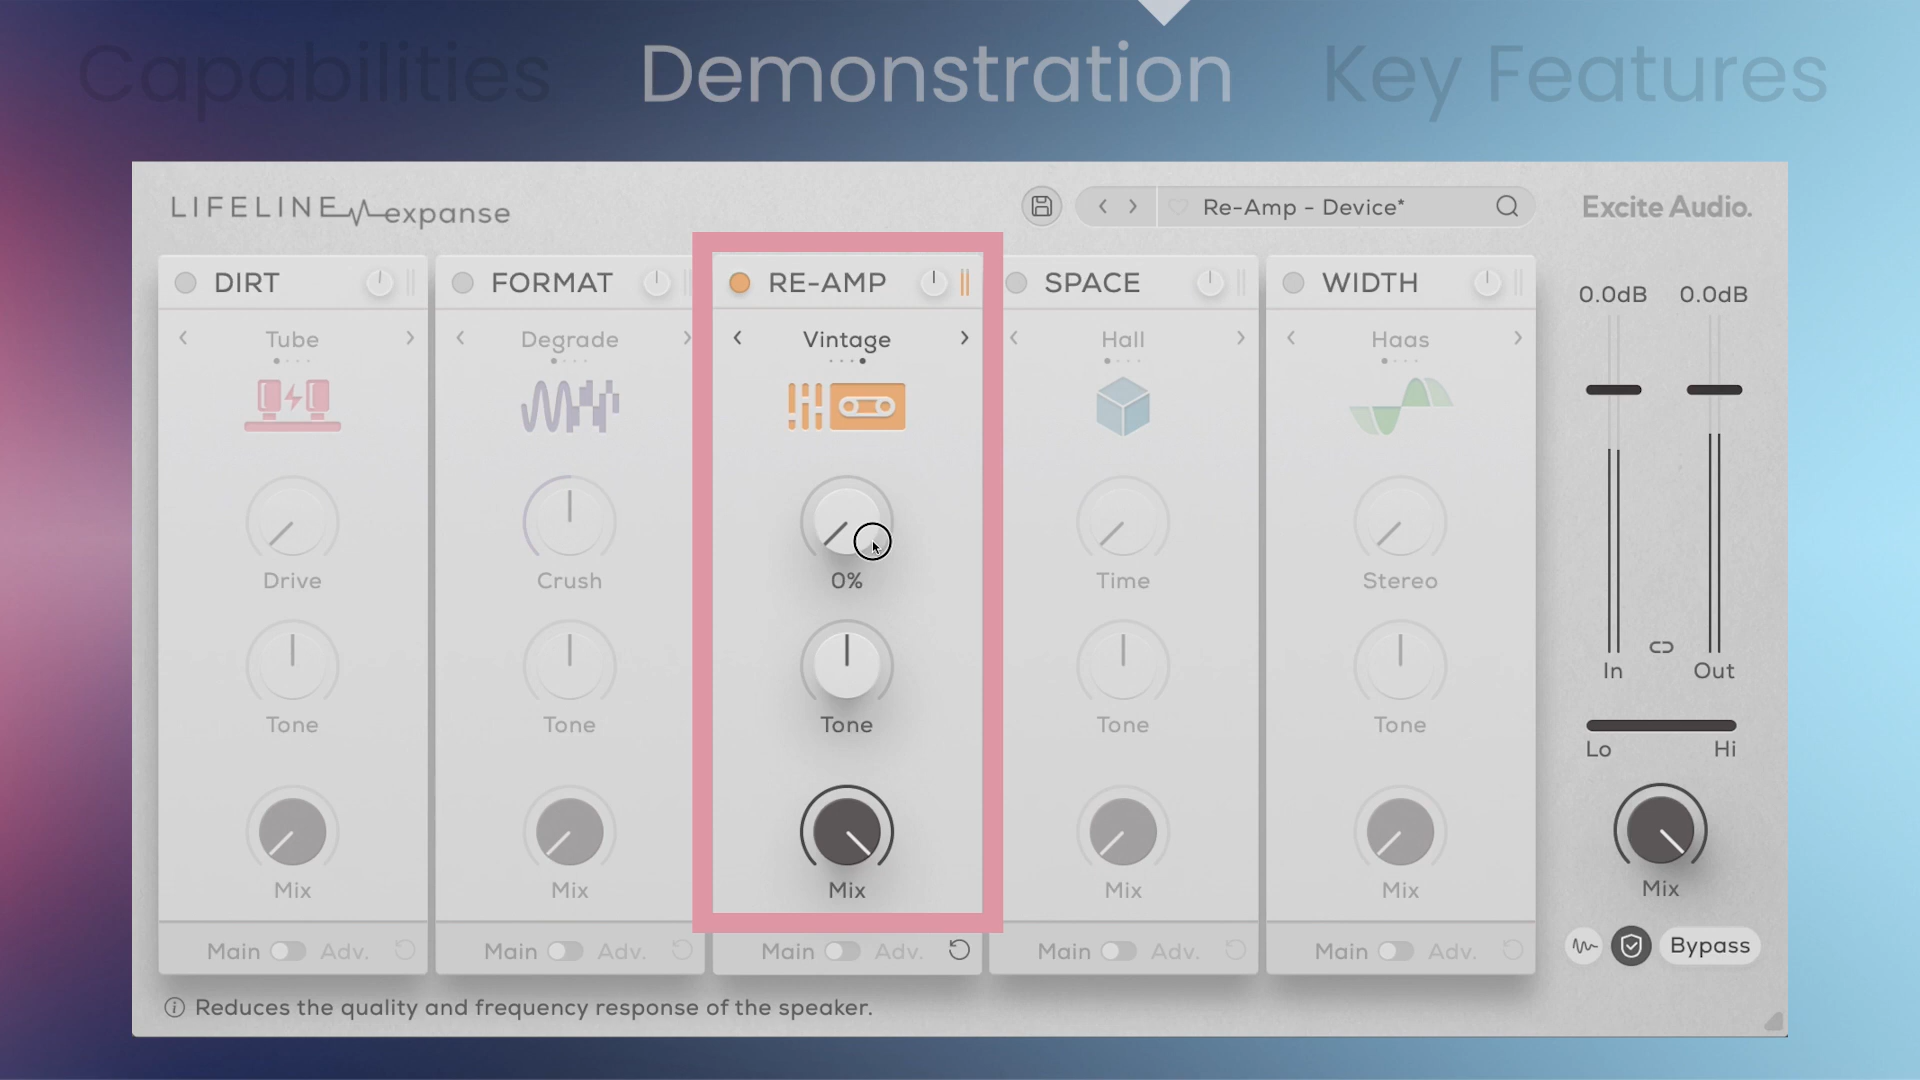 Capabilities Demonstration Key Features
LIFELINE expanse
Re-Amp - Device*
Excite Audio.
DIRT FORMAT RE-AMP SPACE WIDTH
0.0dB 0.0dB
Tube Degrade Vintage Hall Haas
Drive Crush 0% Time Stereo
In Out
Tone Tone Tone Tone Tone
Lo Hi
Mix Mix Mix Mix Mix Mix
Main Adv. Main Adv. Main Adv. Main Adv. Main Adv.
Bypass
Reduces the quality and frequency response of the speaker.